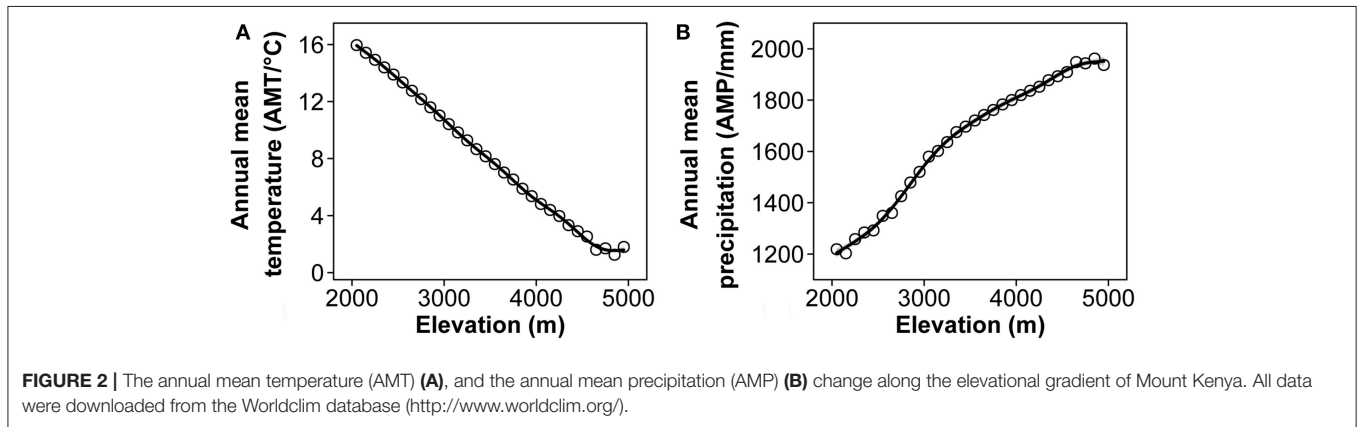 A
Annual mean
temperature (AMT/°C)
16
12
8
4
0
2000 3000 4000 5000
Elevation (m)
B
Annual mean
precipitation (AMP/mm)
2000
1800
1600
1400
1200
2000 3000 4000 5000
Elevation (m)
FIGURE 2 | The annual mean temperature (AMT) (A), and the annual mean precipitation (AMP) (B) change along the elevational gradient of Mount Kenya. All data
were downloaded from the Worldclim database (http://www.worldclim.org/).